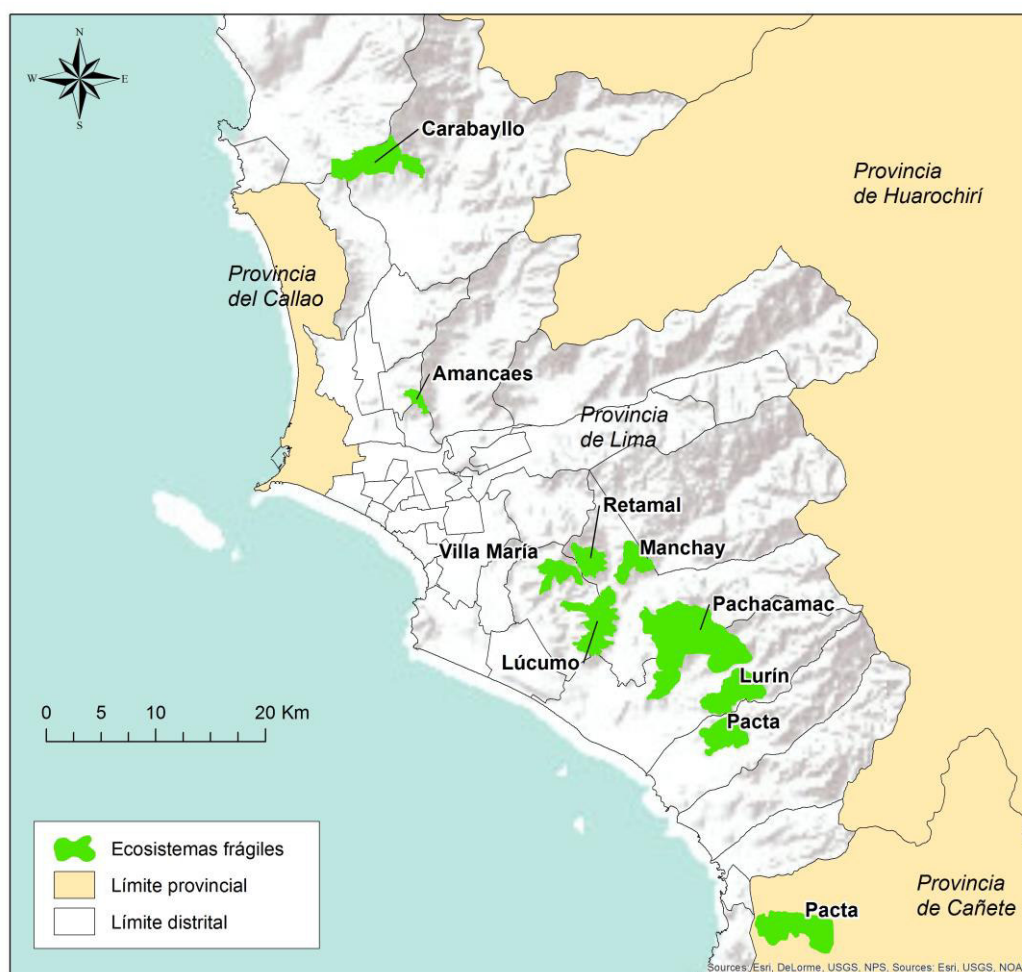 N
W E
S
Carabayllo
Provincia
de Huarochirí
Provincia
del Callao
Amancaes
Provincia
de Lima
Retamal
Villa María
Manchay
Pachacamac
Lúcumo
Lurín
Pacta
0 5 10 20 Km
Ecosistemas frágiles
Límite provincial
Límite distrital
Provincia
de Cañete
Pacta
Sources: Esri, DeLorme, USGS, NPS, Sources: Esri, USGS, NOA